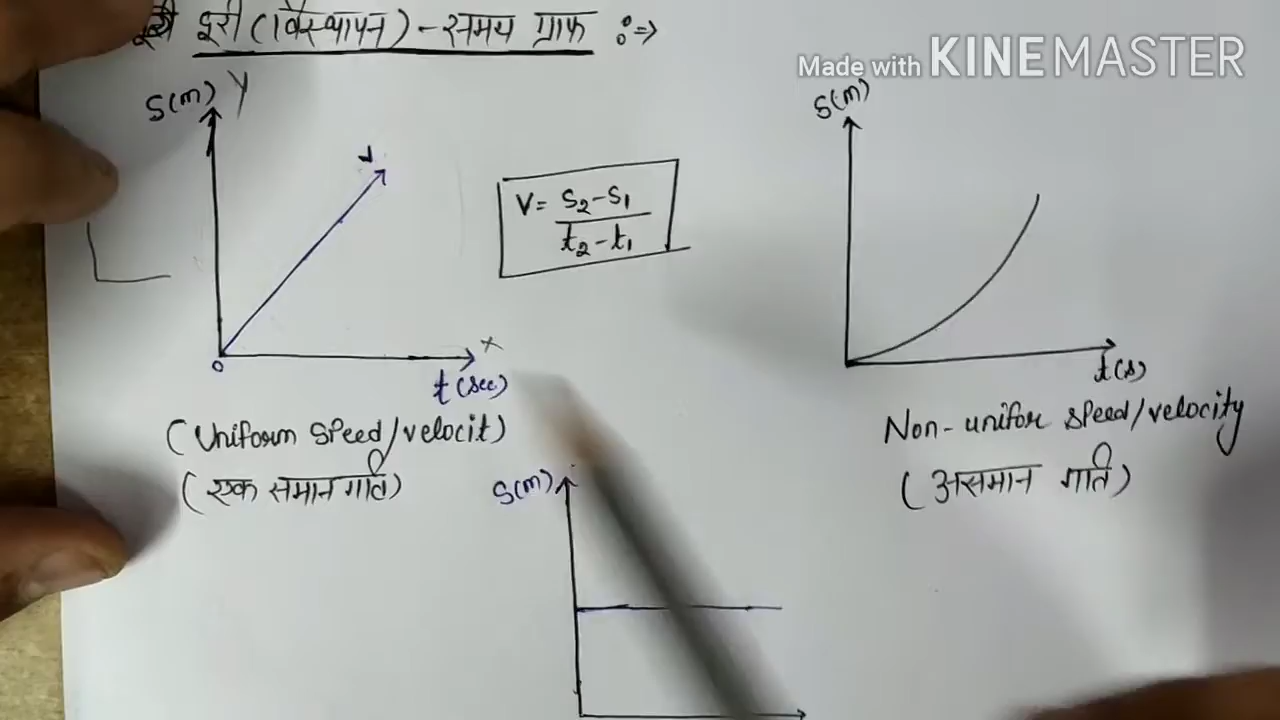 दूरी (विस्थापन) - समय ग्राफ :⇒
Made with KINEMASTER
S(m) Y
V = S2-S1
t2-t1
X
0
t (sec)
(Uniform Speed/velocit)
(एक समान गति)
S(m)
t(s)
Non-unifor speed/velocity
(असमान गति)
S(m)